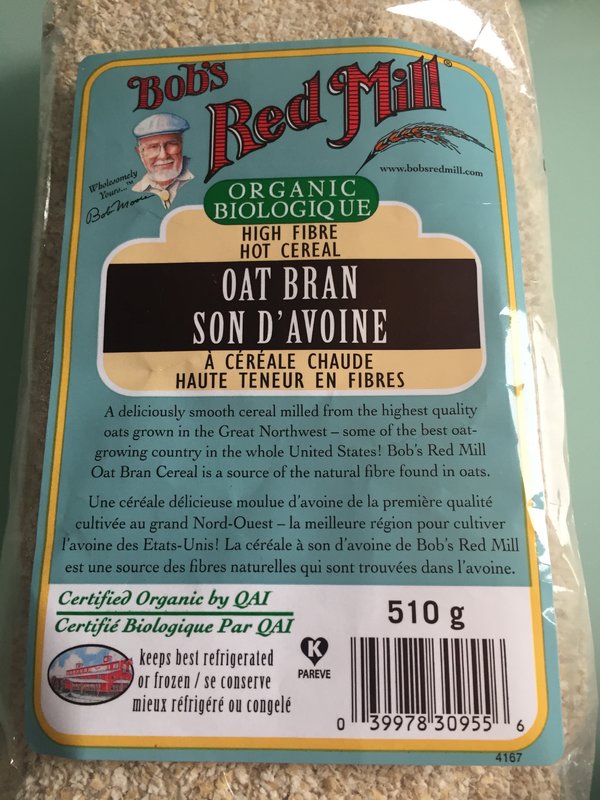 Bob's
Red Mill®
Wholesomely
Yours...™
Bob Moore
www.bobsredmill.com
ORGANIC
BIOLOGIQUE
HIGH FIBRE
HOT CEREAL
OAT BRAN
SON D'AVOINE
À CÉRÉALE CHAUDE
HAUTE TENEUR EN FIBRES
A deliciously smooth cereal milled from the highest quality
oats grown in the Great Northwest – some of the best oat-
growing country in the whole United States! Bob's Red Mill
Oat Bran Cereal is a source of the natural fibre found in oats.
Une céréale délicieuse moulue d'avoine de la première qualité
cultivée au grand Nord-Ouest – la meilleure région pour cultiver
l'avoine des Etats-Unis! La céréale à son d'avoine de Bob's Red Mill
est une source des fibres naturelles qui sont trouvées dans l'avoine.
Certified Organic by QAI
Certifié Biologique Par QAI
510 g
keeps best refrigerated
or frozen / se conserve
mieux réfrigéré ou congelé
K
PAREVE
0 39978 30955 6
4167